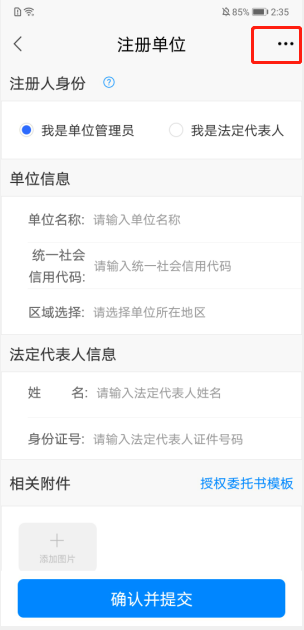 85% 2:35
注册单位
注册人身份
我是单位管理员 我是法定代表人
单位信息
单位名称: 请输入单位名称
统一社会
信用代码: 请输入统一社会信用代码
区域选择: 请选择单位所在地区
法定代表人信息
姓 名: 请输入法定代表人姓名
身份证号: 请输入法定代表人证件号码
相关附件 授权委托书模板
添加图片
确认并提交